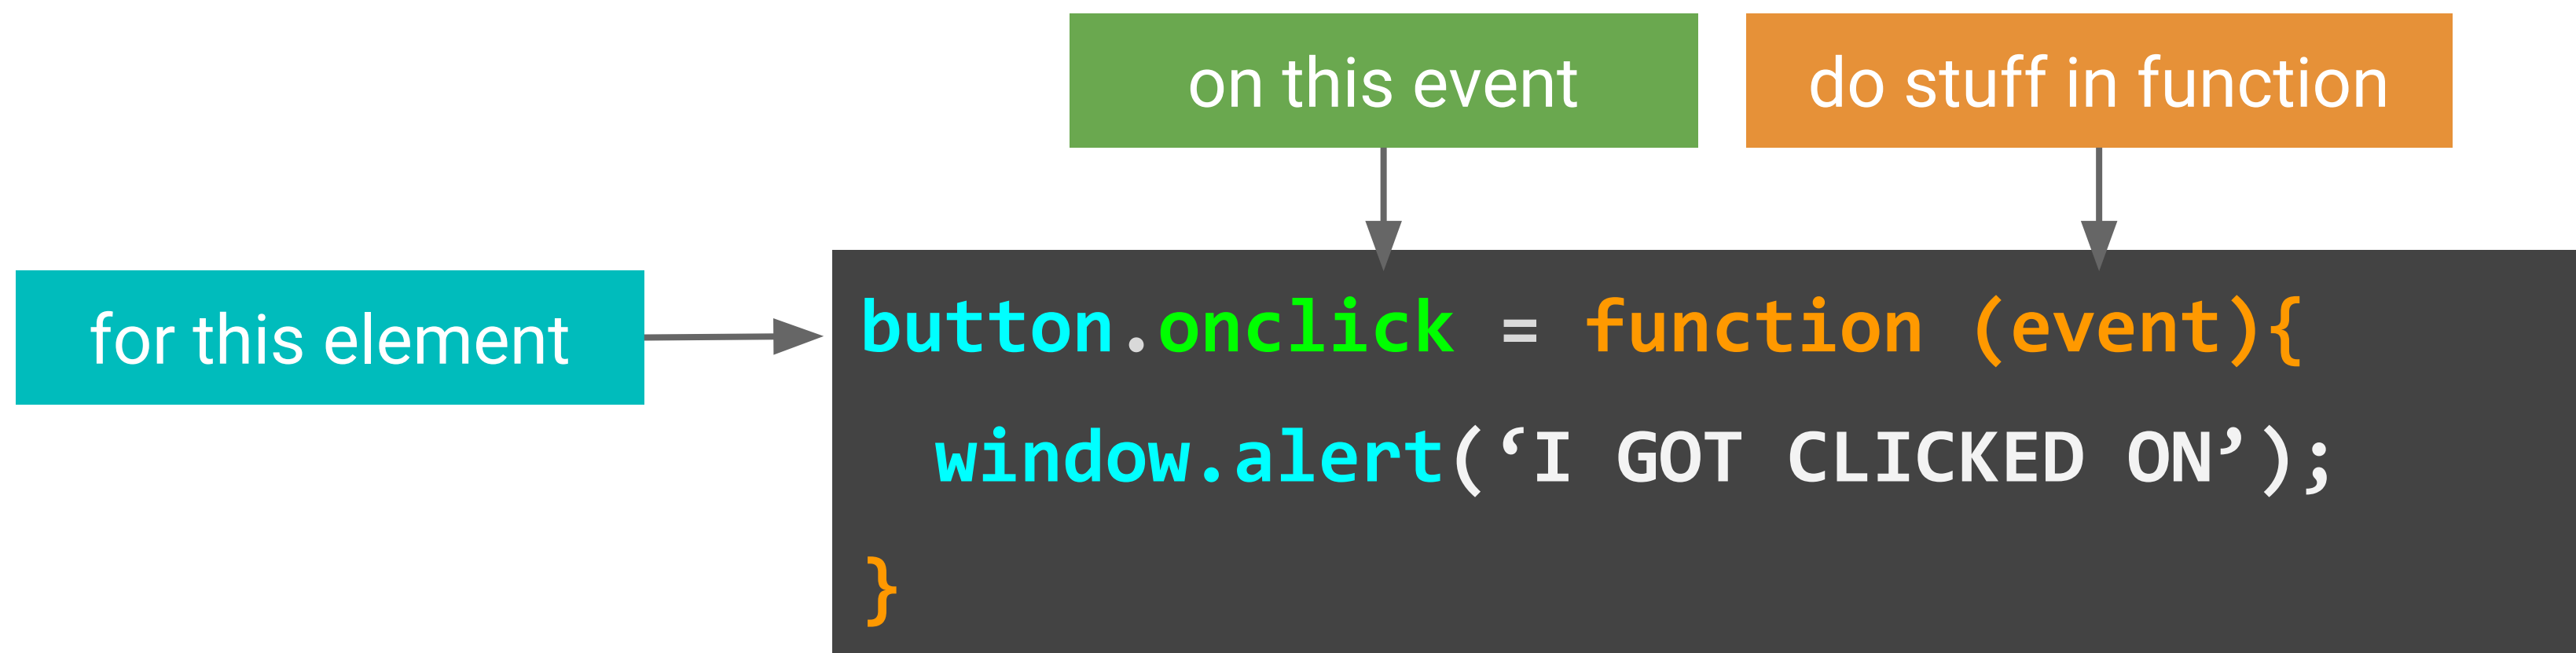 on this event
do stuff in function
for this element
button.onclick = function (event){
window.alert(‘I GOT CLICKED ON’);
}